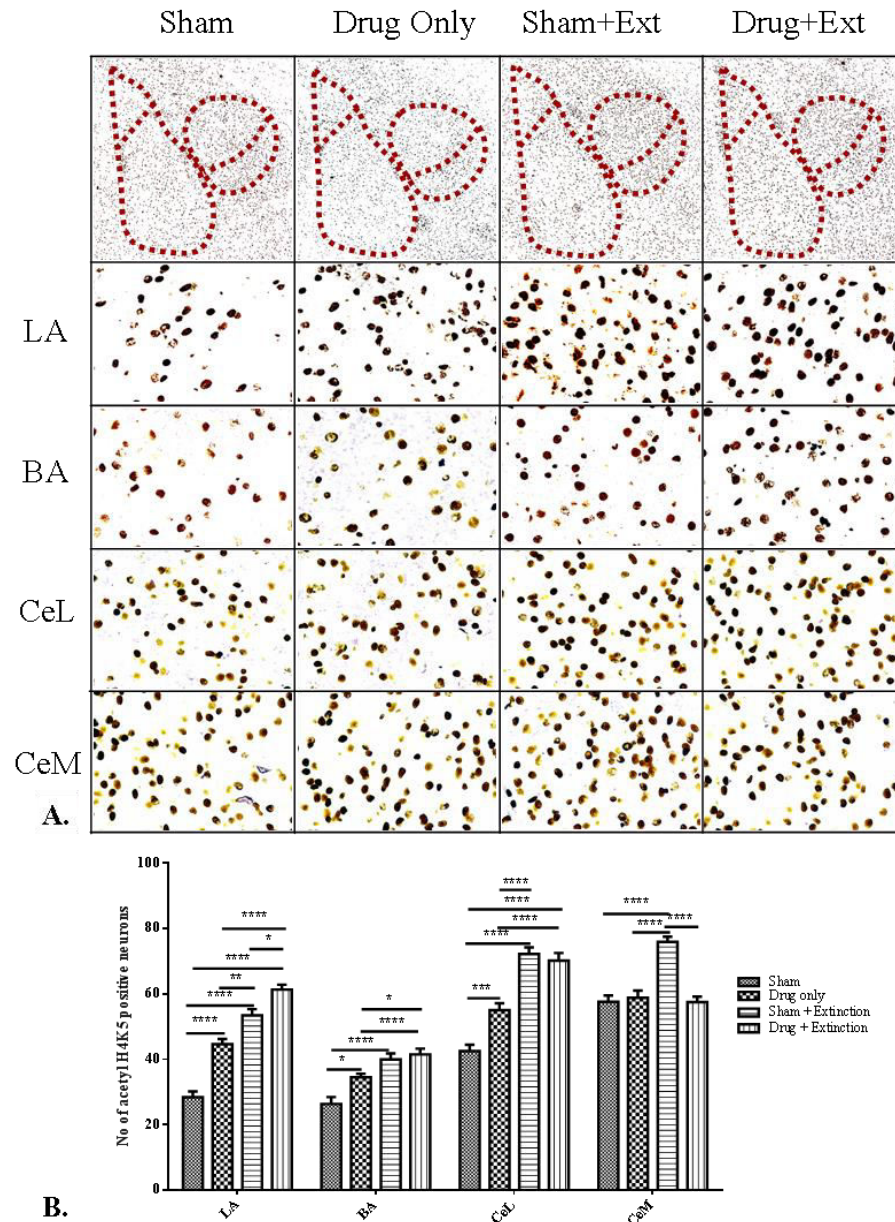 Sham Drug Only Sham+Ext Drug+Ext
LA
BA
CeL
CeM
A.
100
80
60
40
20
0
No of acetyl H4K5 positive neurons
****
*
****
**
****
****
*
****
****
*
****
****
****
****
***
****
**** ****
Sham
Drug only
Sham + Extinction
Drug + Extinction
LA BA CeL CeM
B.